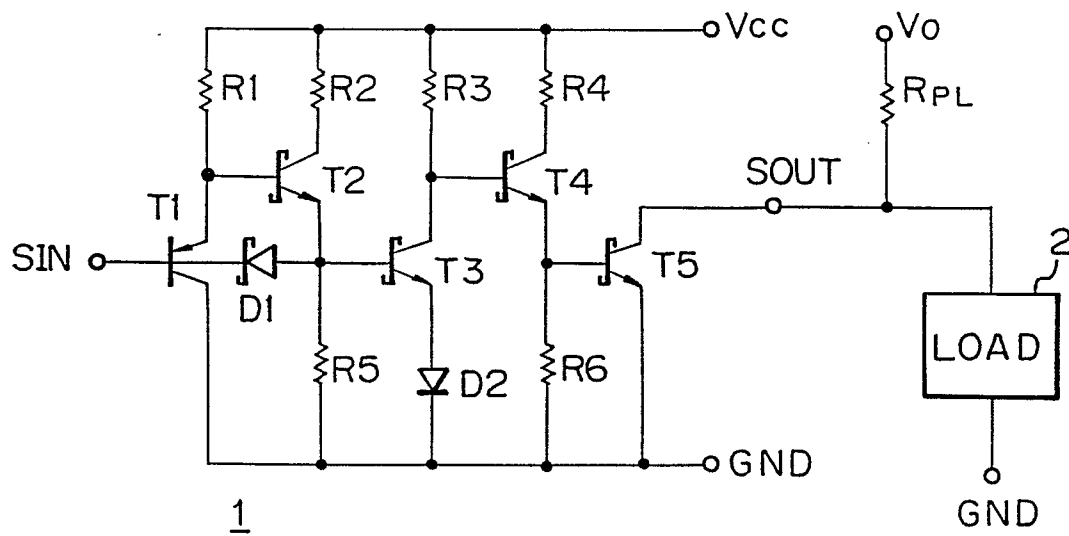 Vcc
Vo
R1
R2
R3
R4
RPL
T1
T2
T4
SOUT
SIN
D1
T3
T5
2
LOAD
R5
D2
R6
GND
GND
1